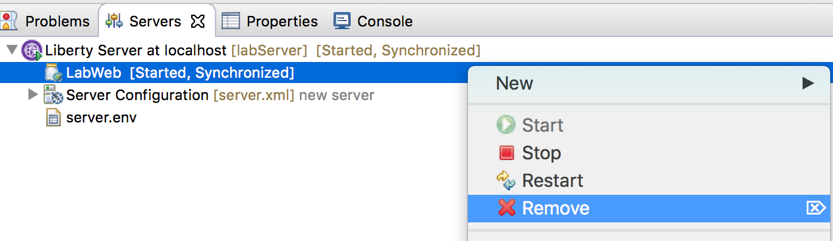 Problems Servers Properties Console
Liberty Server at localhost [labServer] [Started, Synchronized]
LabWeb [Started, Synchronized]
Server Configuration [server.xml] new server
server.env
New
Start
Stop
Restart
Remove